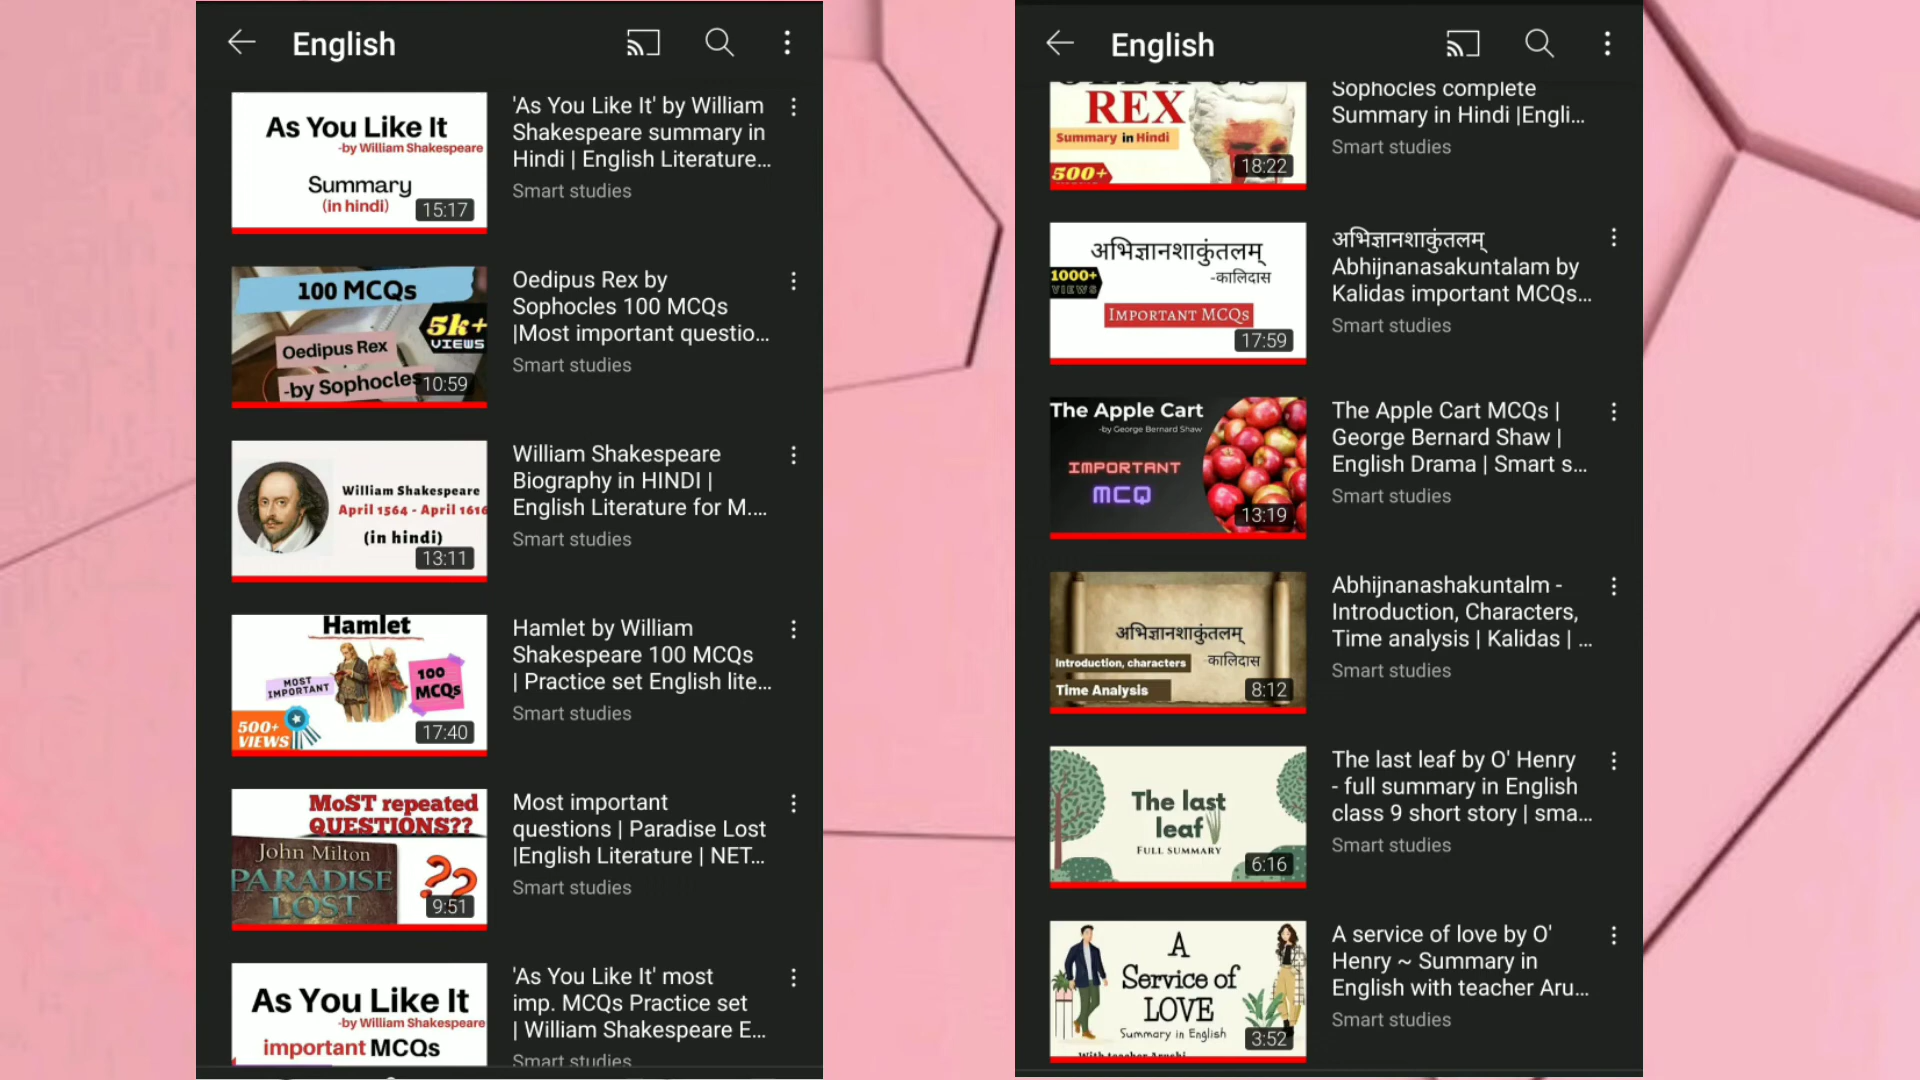 English
As You Like It
-by William Shakespeare
Summary
(in hindi)
15:17
'As You Like It' by William
Shakespeare summary in
Hindi | English Literature...
Smart studies
100 MCQs
5k+
VIEWS
Oedipus Rex
-by Sophocles
10:59
Oedipus Rex by
Sophocles 100 MCQs
|Most important questio...
Smart studies
William Shakespeare
April 1564 - April 1616
(in hindi)
13:11
William Shakespeare
Biography in HINDI |
English Literature for M....
Smart studies
Hamlet
MOST
IMPORTANT
100
MCQs
500+
VIEWS
17:40
Hamlet by William
Shakespeare 100 MCQs
| Practice set English lite...
Smart studies
MoST repeated
QUESTIONS??
John Milton
PARADISE
LOST
??
9:51
Most important
questions | Paradise Lost
|English Literature | NET...
Smart studies
As You Like It
-by William Shakespeare
important MCQs
'As You Like It' most
imp. MCQs Practice set
| William Shakespeare E...
Smart studies
English
REX
Summary in Hindi
500+
18:22
Sophocles complete
Summary in Hindi |Engli...
Smart studies
अभिज्ञानशाकुंतलम्
-कालिदास
1000+
VIEWS
IMPORTANT MCQs
17:59
अभिज्ञानशाकुंतलम्
Abhijnanasakuntalam by
Kalidas important MCQs...
Smart studies
The Apple Cart
-by George Bernard Shaw
IMPORTANT
MCQ
13:19
The Apple Cart MCQs |
George Bernard Shaw |
English Drama | Smart s...
Smart studies
अभिज्ञानशाकुंतलम्
-कालिदास
Introduction, characters
Time Analysis
8:12
Abhijnanashakuntalm -
Introduction, Characters,
Time analysis | Kalidas | ...
Smart studies
The last
leaf
FULL SUMMARY
6:16
The last leaf by O' Henry
- full summary in English
class 9 short story | sma...
Smart studies
A
Service of
LOVE
Summary in English
With teacher Arushi
3:52
A service of love by O'
Henry ~ Summary in
English with teacher Aru...
Smart studies